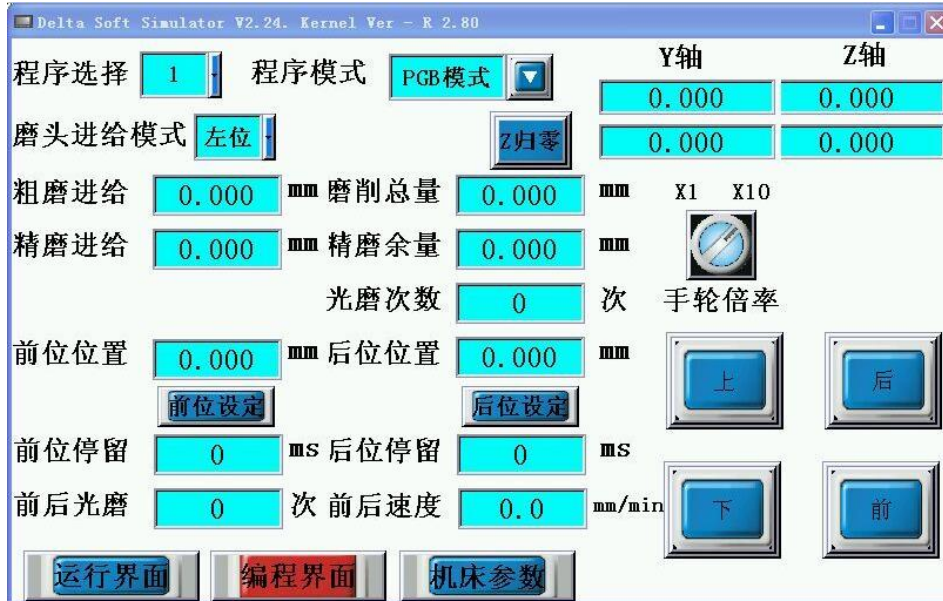 Delta Soft Simulator V2.24. Kernel Ver - R 2.80
Y轴 Z轴
程序选择 1 程序模式 PGB模式
0.000 0.000
磨头进给模式 左位 Z归零 0.000 0.000
粗磨进给 0.000 mm 磨削总量 0.000 mm X1 X10
精磨进给 0.000 mm 精磨余量 0.000 mm
光磨次数 0 次 手轮倍率
前位位置 0.000 mm 后位位置 0.000 mm
上 后
前位设定 后位设定
前位停留 0 ms 后位停留 0 ms
前后光磨 0 次 前后速度 0.0 mm/min
下 前
运行界面 编程界面 机床参数